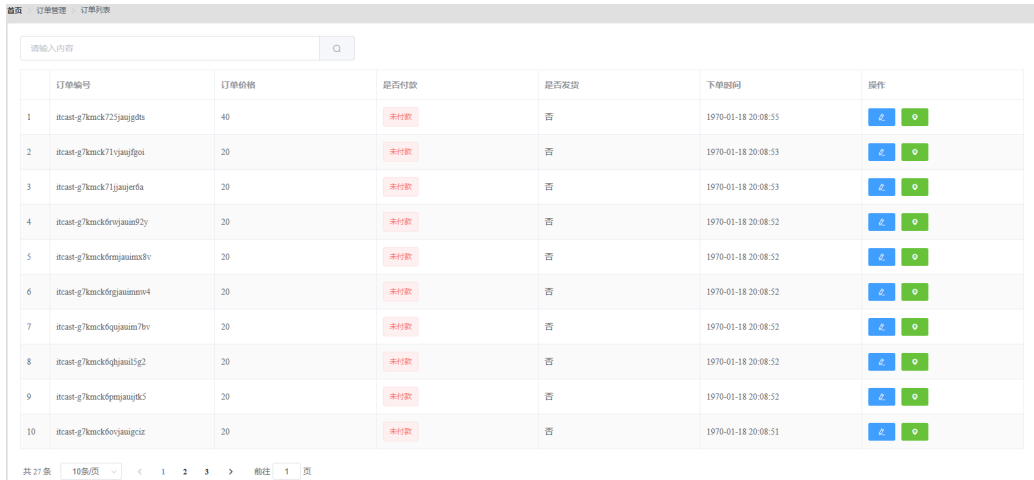 首页 订单管理 订单列表
请输入内容
订单编号 订单价格 是否付款 是否发货 下单时间 操作
1 itcast-g7kmck725jaujgdts 40 未付款 否 1970-01-18 20:08:55
2 itcast-g7kmck71vjaujfgoi 20 未付款 否 1970-01-18 20:08:53
3 itcast-g7kmck71jjaujer6a 20 未付款 否 1970-01-18 20:08:53
4 itcast-g7kmck6rwjauin92y 20 未付款 否 1970-01-18 20:08:52
5 itcast-g7kmck6rmjauimx8v 20 未付款 否 1970-01-18 20:08:52
6 itcast-g7kmck6rgjauimnw4 20 未付款 否 1970-01-18 20:08:52
7 itcast-g7kmck6qujauim7bv 20 未付款 否 1970-01-18 20:08:52
8 itcast-g7kmck6qhjauil5g2 20 未付款 否 1970-01-18 20:08:52
9 itcast-g7kmck6pmjauijtk5 20 未付款 否 1970-01-18 20:08:52
10 itcast-g7kmck6ovjauigciz 20 未付款 否 1970-01-18 20:08:51
共 27 条 10条/页 1 2 3 前往 1 页